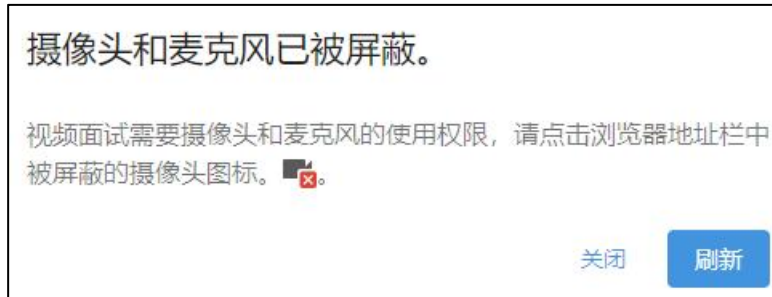 摄像头和麦克风已被屏蔽。
视频面试需要摄像头和麦克风的使用权限，请点击浏览器地址栏中
被屏蔽的摄像头图标。。
关闭
刷新